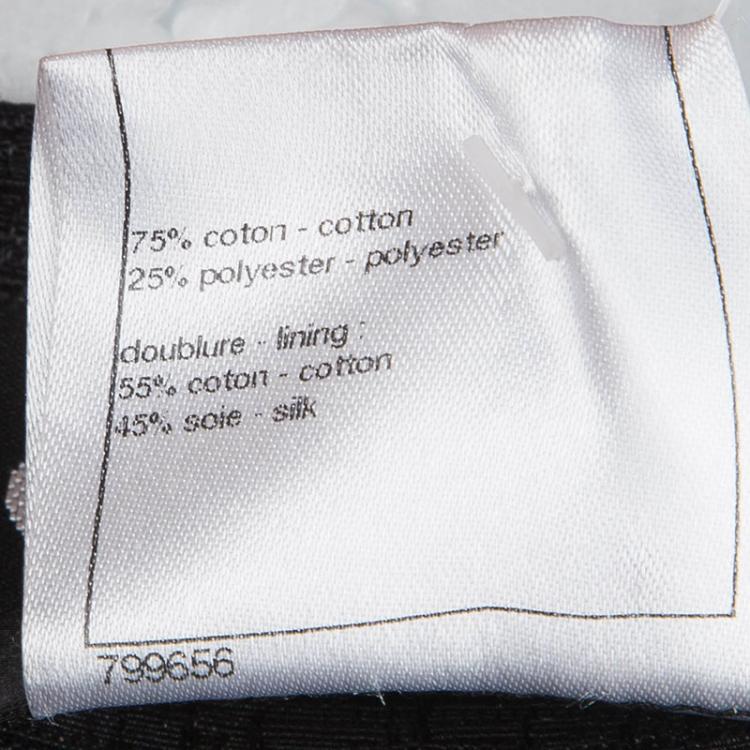 75% coton - cotton
25% polyester - polyester
doublure - lining :
55% coton - cotton
45% soie - silk
799656